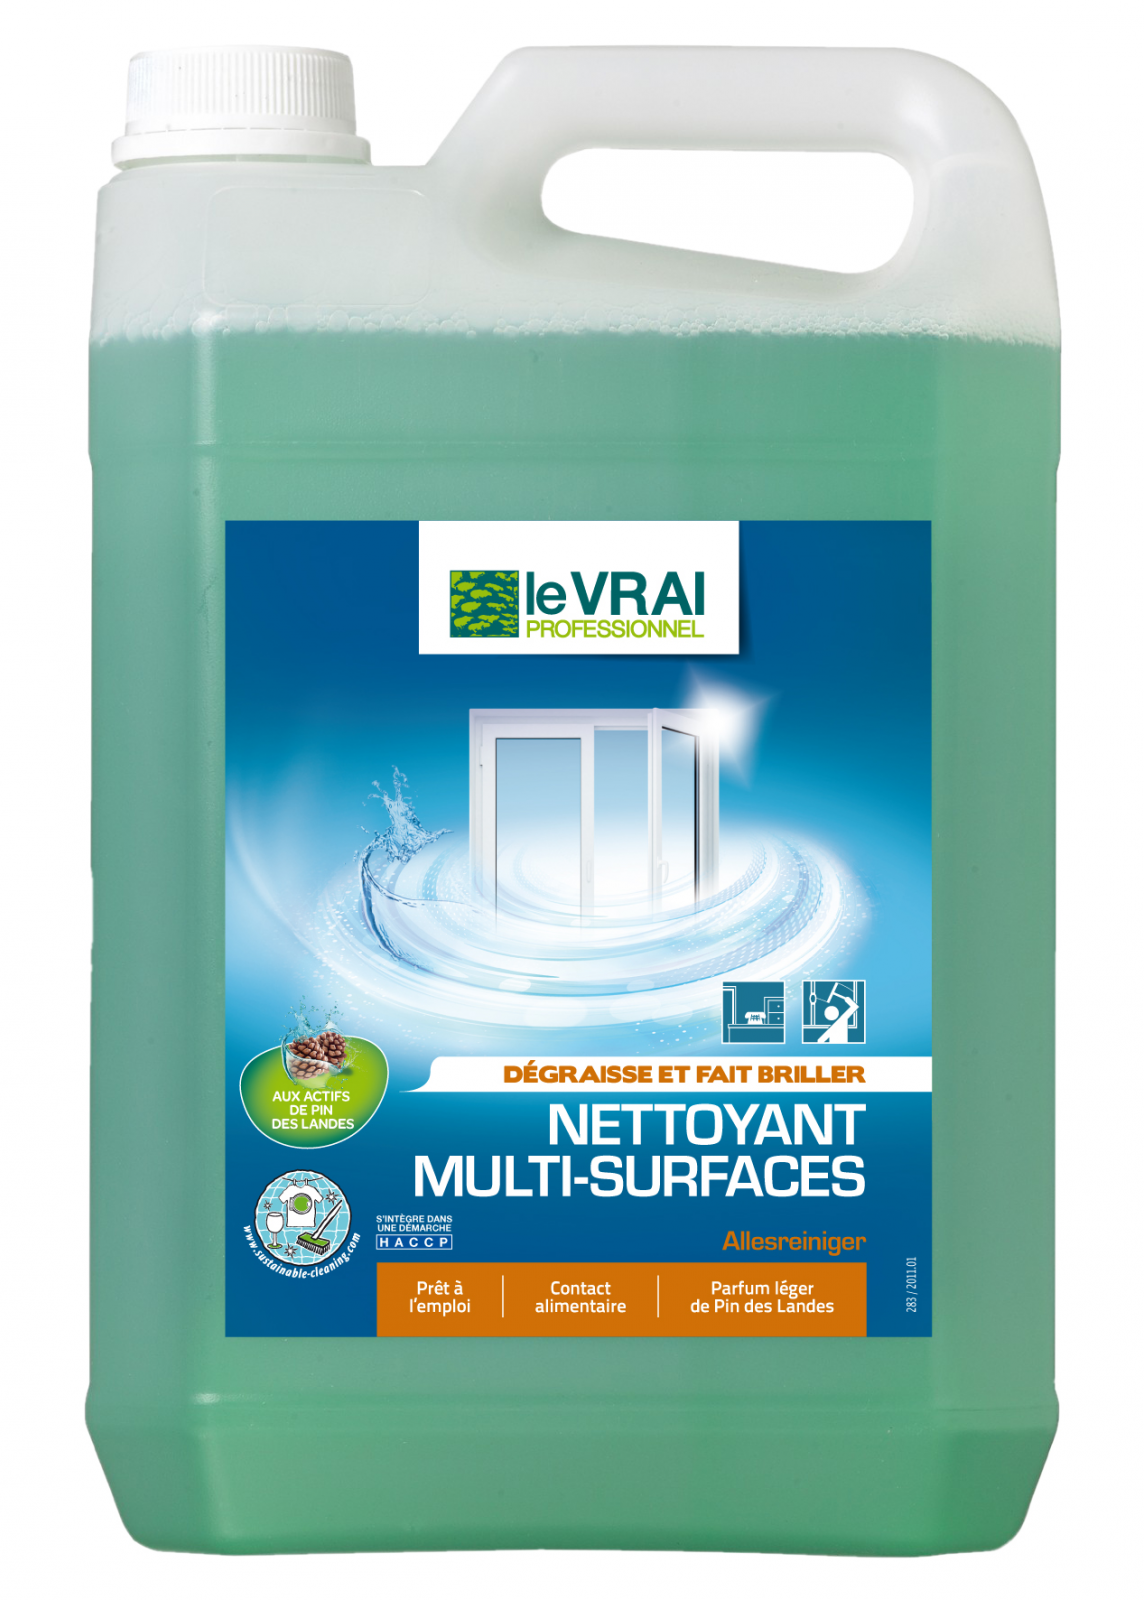 le VRAI
PROFESSIONNEL
DÉGRAISSE ET FAIT BRILLER
NETTOYANT
MULTI-SURFACES
Allesreiniger
AUX ACTIFS
DE PIN
DES LANDES
www.sustainable-cleaning.com
S'INTÈGRE DANS
UNE DÉMARCHE
HACCP
Prêt à
l'emploi
Contact
alimentaire
Parfum léger
de Pin des Landes
283 / 2011.01